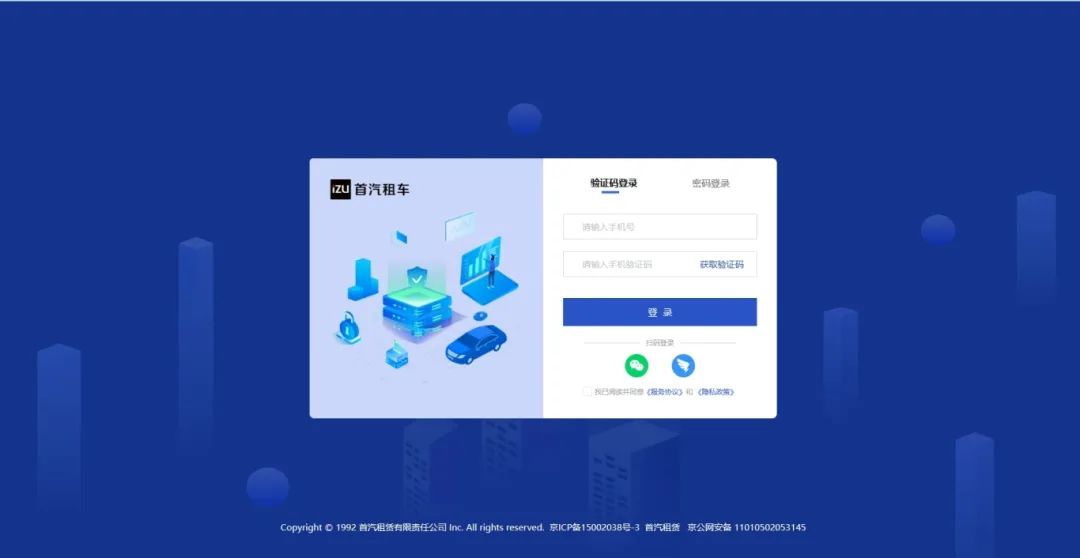 iZU 首汽租车
验证码登录 密码登录
请输入手机号
请输入手机验证码 获取验证码
登 录
扫码登录
我已阅读并同意《服务协议》和《隐私政策》
Copyright © 1992 首汽租赁有限责任公司 Inc. All rights reserved. 京ICP备15002038号-3 首汽租赁 京公网安备 11010502053145